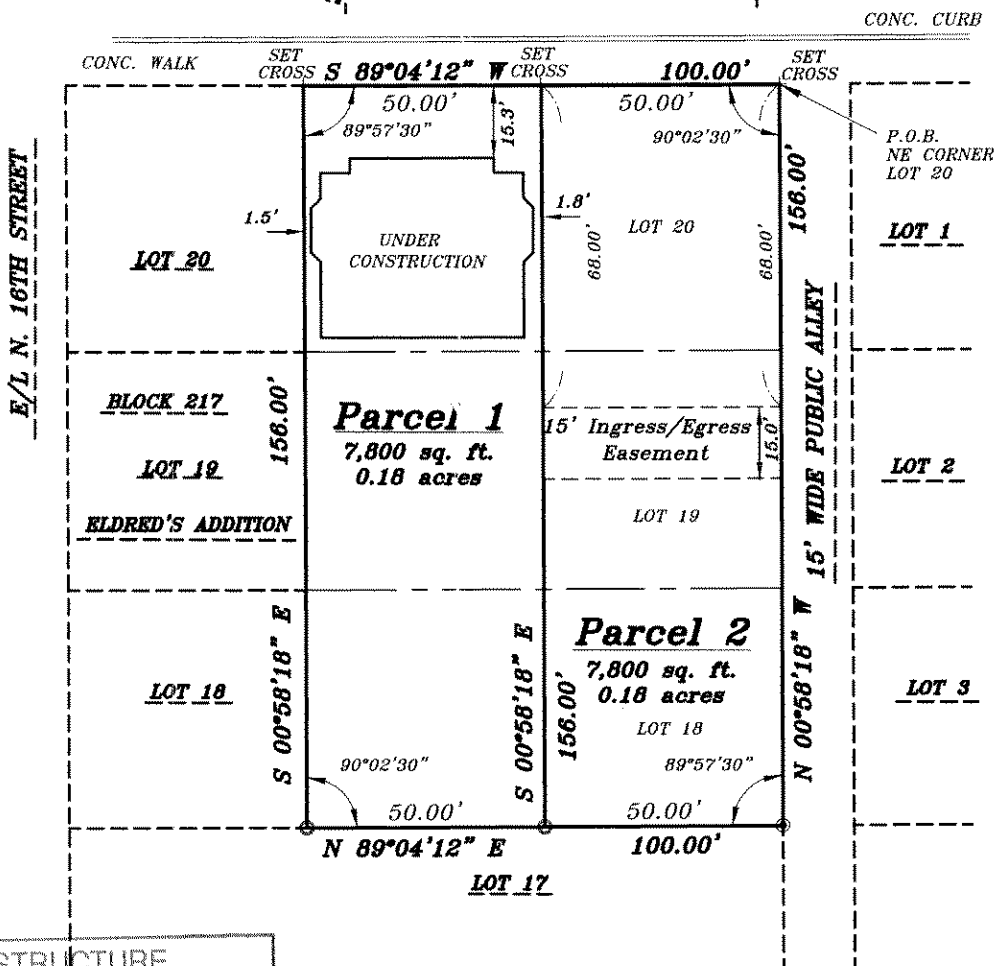 CONC. CURB
CONC. WALK
SET
CROSS
S 89°04'12" W
SET
CROSS
100.00'
SET
CROSS
50.00'
50.00'
89°57'30"
15.3'
90°02'30"
P.O.B.
NE CORNER
LOT 20
E/L N. 16TH STREET
156.00'
1.5'
1.8'
LOT 20
UNDER
CONSTRUCTION
68.00'
LOT 20
68.00'
LOT 1
15' WIDE PUBLIC ALLEY
BLOCK 217
156.00'
Parcel 1
7,800 sq. ft.
0.18 acres
15' Ingress/Egress
Easement
15.0'
LOT 19
LOT 2
ELDRED'S ADDITION
LOT 19
S 00°58'18" E
S 00°58'18" E
156.00'
Parcel 2
7,800 sq. ft.
0.18 acres
N 00°58'18" W
LOT 18
LOT 18
LOT 3
90°02'30"
89°57'30"
50.00'
50.00'
N 89°04'12" E
100.00'
LOT 17
STRUCTURE